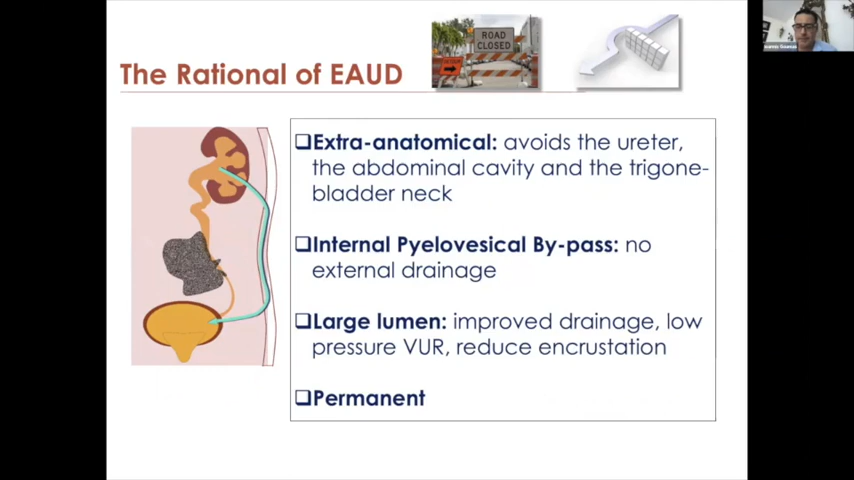 The Rational of EAUD
ROAD
CLOSED
❑Extra-anatomical: avoids the ureter,
the abdominal cavity and the trigone-
bladder neck
❑Internal Pyelovesical By-pass: no
external drainage
❑Large lumen: improved drainage, low
pressure VUR, reduce encrustation
❑Permanent